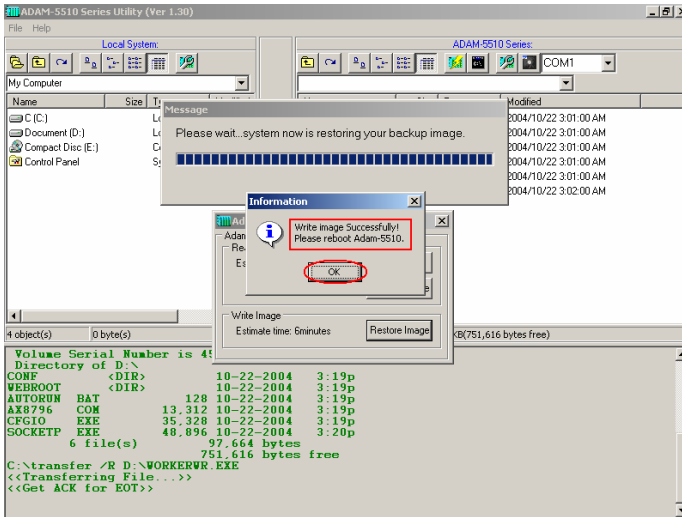 ADAM-5510 Series Utility (Ver 1.30)
File Help
Local System:
ADAM-5510 Series:
COM1
My Computer
Name Size
Modified
C (C:)
Document (D:)
Compact Disc (E:)
Control Panel
2004/10/22 3:01:00 AM
2004/10/22 3:01:00 AM
2004/10/22 3:01:00 AM
2004/10/22 3:01:00 AM
2004/10/22 3:02:00 AM
Message
Please wait...system now is restoring your backup image.
Information
Write image Successfully!
Please reboot Adam-5510.
OK
Write Image
Estimate time: 6minutes
Restore Image
4 object(s) 0 byte(s)
KB(751,616 bytes free)
Volume Serial Number is
Directory of D:\
CONF <DIR> 10-22-2004 3:19p
WEBROOT <DIR> 10-22-2004 3:19p
AUTORUN BAT 128 10-22-2004 3:19p
AX8796 COM 13,312 10-22-2004 3:19p
CFGIO EXE 35,328 10-22-2004 3:19p
SOCKETP EXE 48,896 10-22-2004 3:20p
6 file(s) 97,664 bytes
751,616 bytes free
C:\transfer /R D:\WORKERWR.EXE
<<Transferring File...>>
<<Get ACK for EOT>>